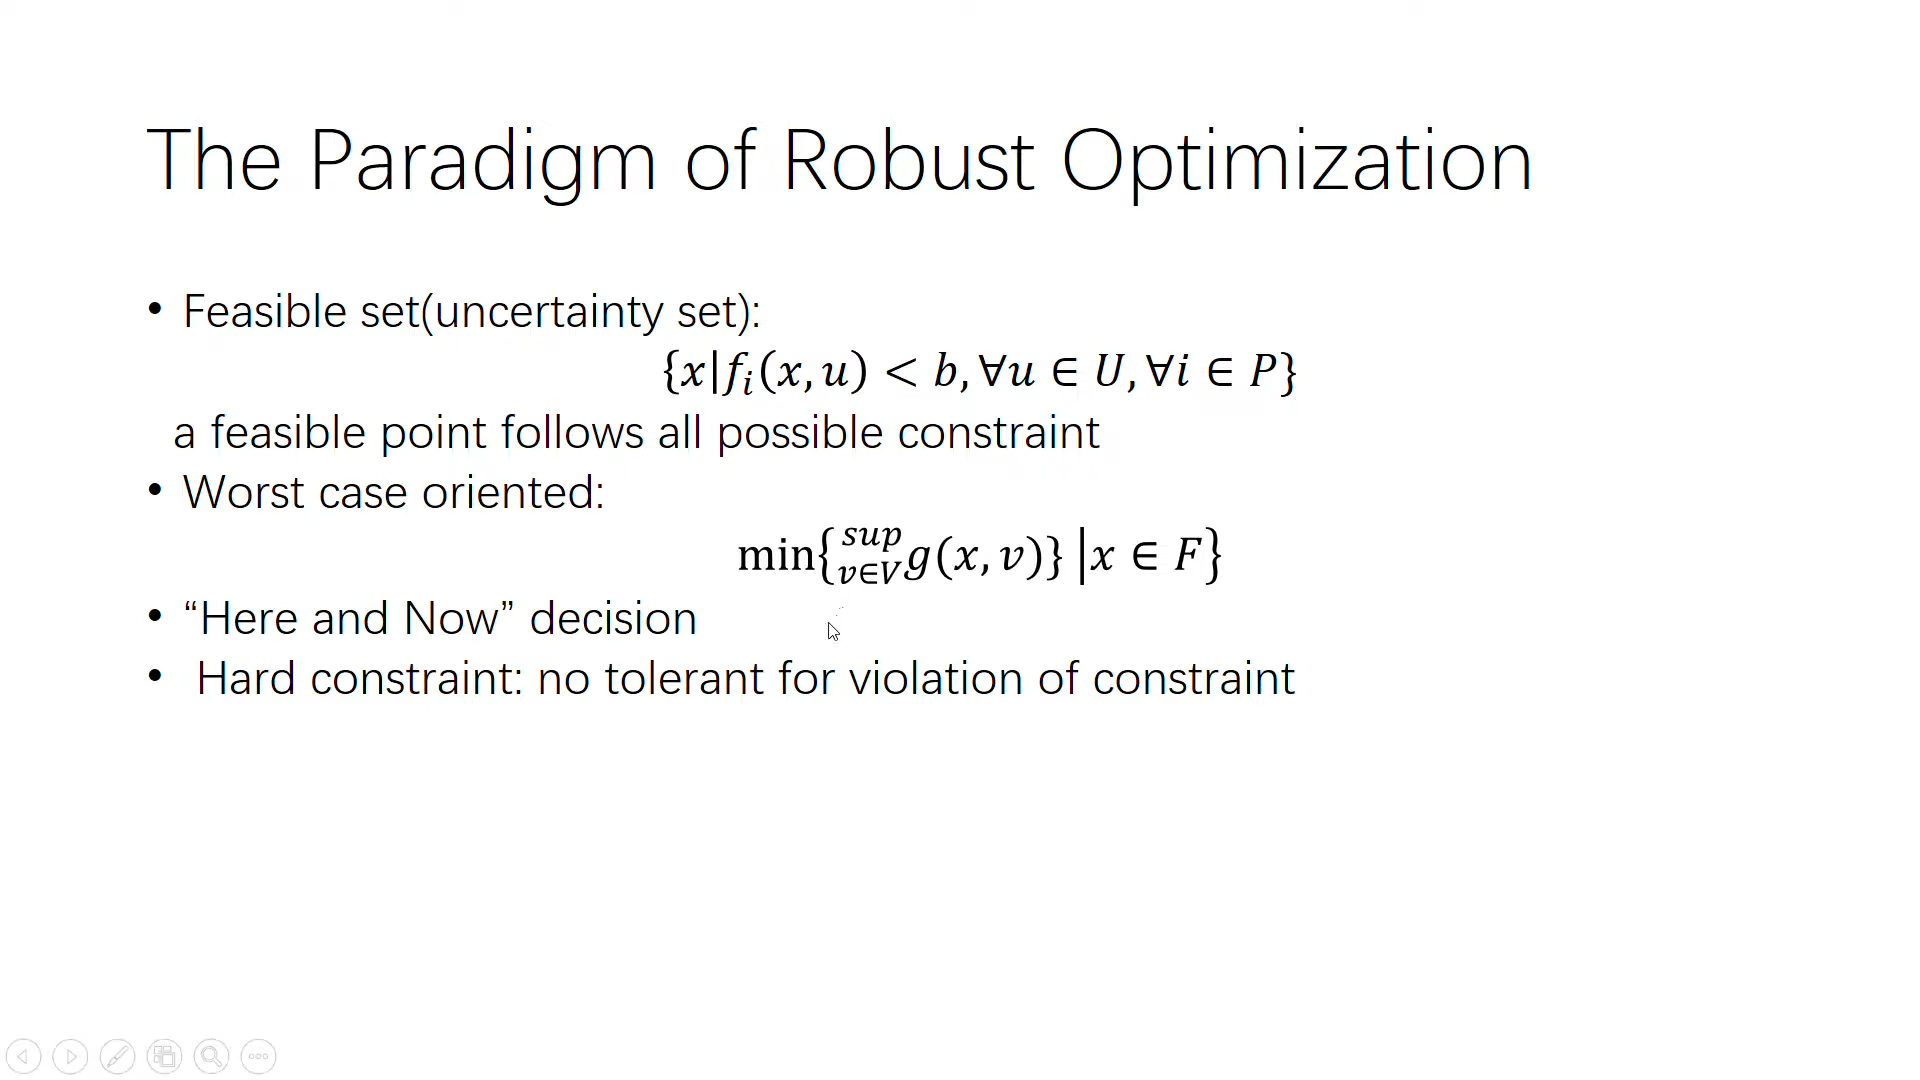 The Paradigm of Robust Optimization
• Feasible set(uncertainty set):
{x|fᵢ(x, u) < b, ∀u ∈ U, ∀i ∈ P}
a feasible point follows all possible constraint
• Worst case oriented:
min{sup v∈V g(x, v)} |x ∈ F}
• “Here and Now” decision
• Hard constraint: no tolerant for violation of constraint